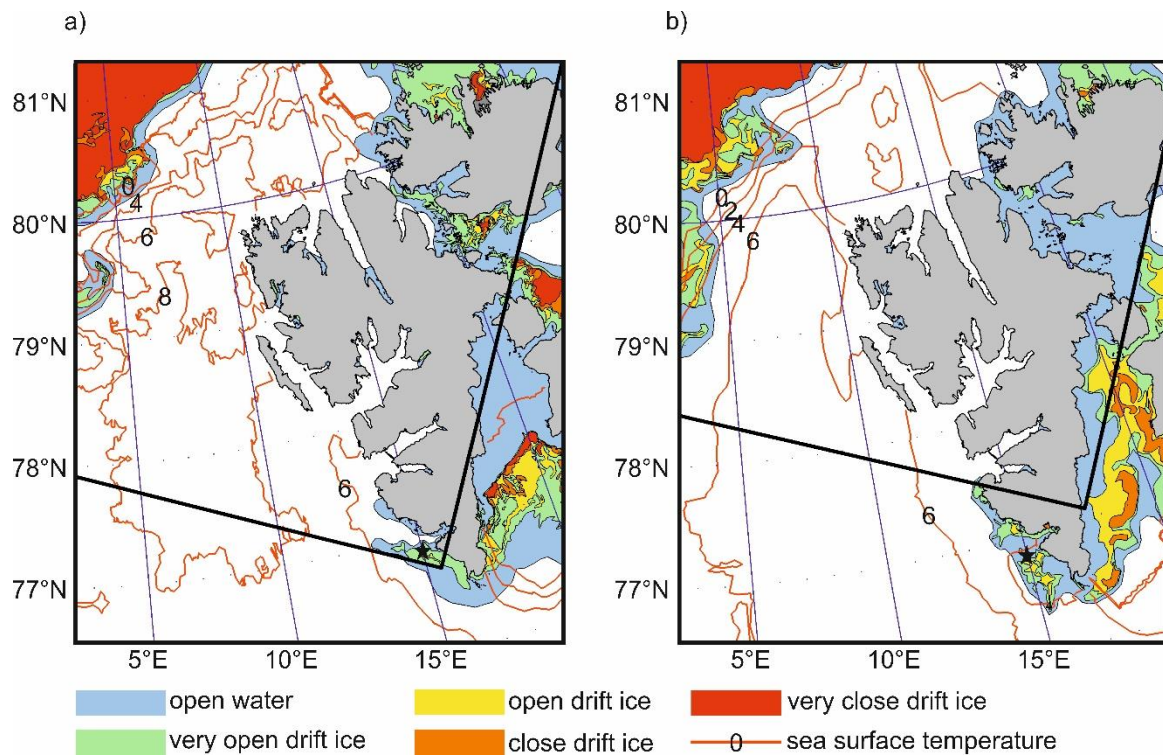 a)
b)
81°N
80°N
79°N
78°N
77°N
0
4
6
8
6
5°E
10°E
15°E
81°N
80°N
79°N
78°N
77°N
0
2
4
6
6
5°E
10°E
15°E
open water
open drift ice
very close drift ice
very open drift ice
close drift ice
0
sea surface temperature